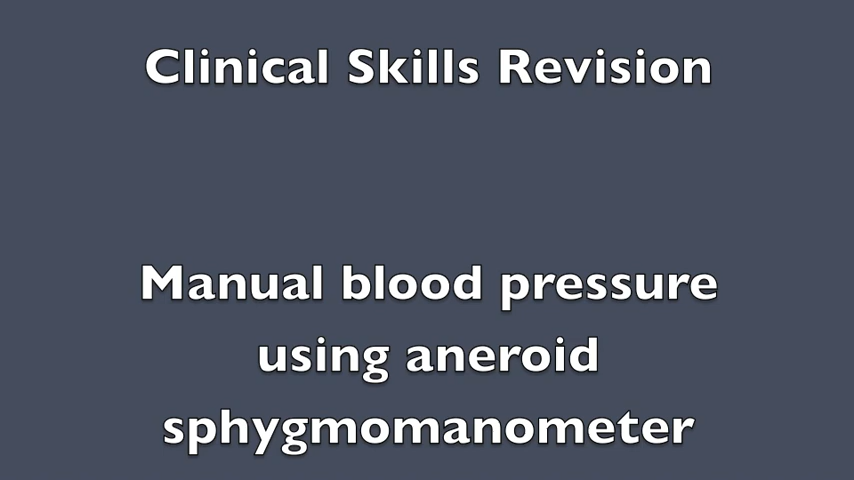 Clinical Skills Revision
Manual blood pressure
using aneroid
sphygmomanometer